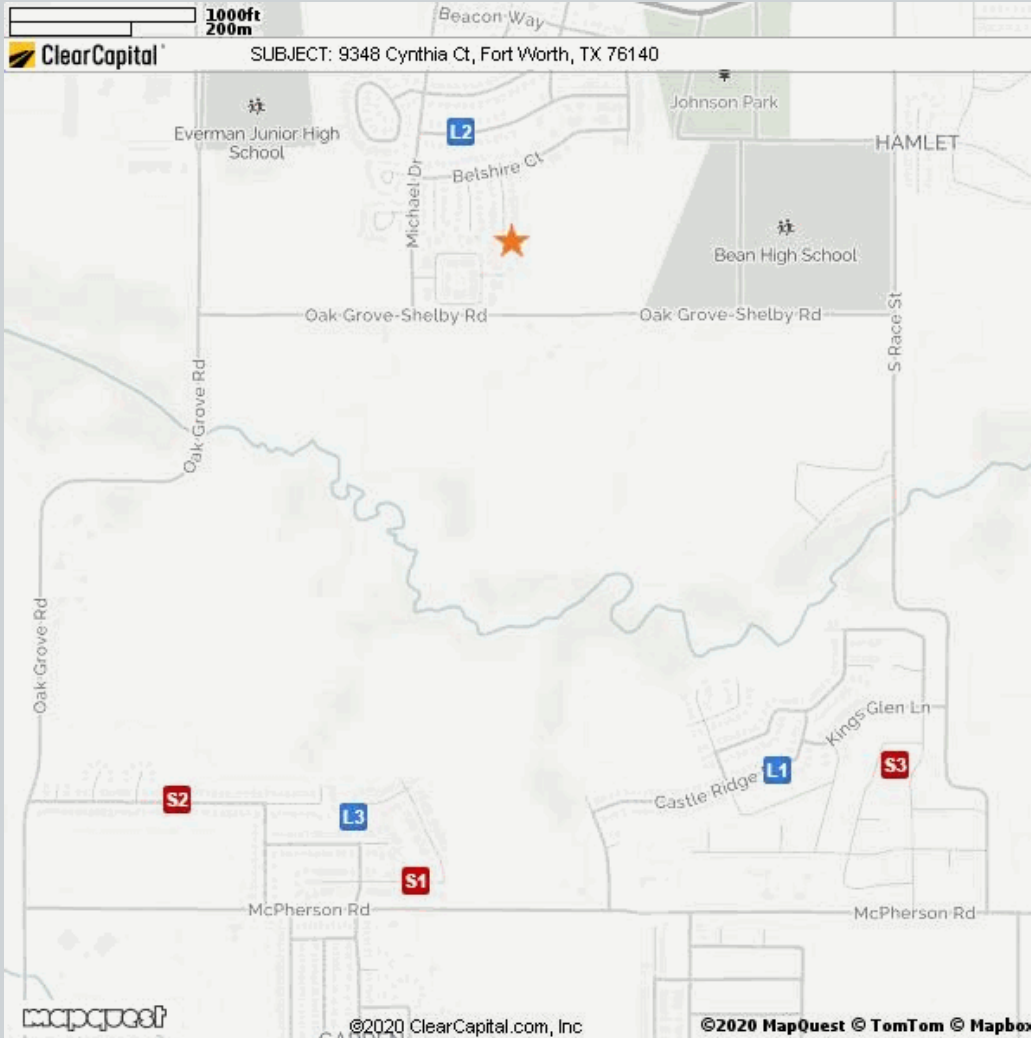 1000ft
200m
Beacon Way
ClearCapital
SUBJECT: 9348 Cynthia Ct, Fort Worth, TX 76140
Johnson Park
Everman Junior High
School
L2
HAMLET
Belshire Ct
Michael Dr
Bean High School
Oak Grove-Shelby Rd
Oak Grove-Shelby Rd
S Race St
Oak Grove Rd
Oak Grove Rd
Kings Glen Ln
S3
L1
Castle Ridge
S2
L3
S1
McPherson Rd
McPherson Rd
mapquest
©2020 ClearCapital.com, Inc
©2020 MapQuest © TomTom © Mapbox